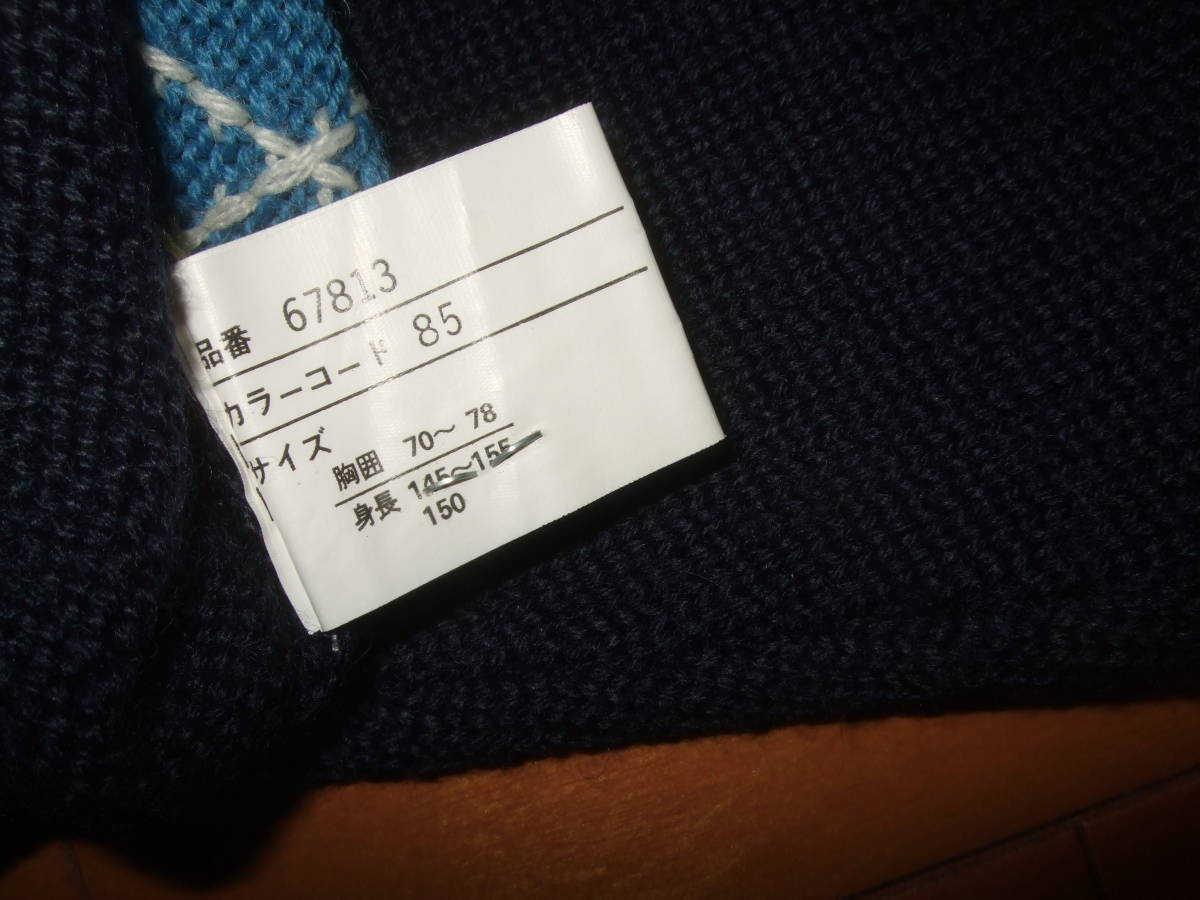 品番 67813
カラーコード 85
サイズ
胸囲 70～ 78
身長 145～155
150